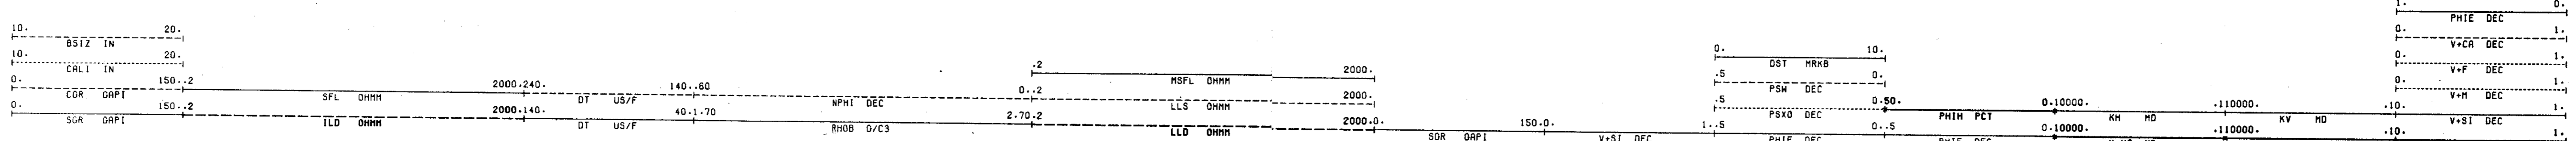 1. 0.
PHIE DEC
10. 20.
BSIZ IN
0. 1.
V+CA DEC
10. 20.
CALI IN
.2 2000.
MSFL OHMM
0. 10.
DST MRKB
0. 1.
V+F DEC
0. 150..2 2000.240. 140..60 0..2 2000.
CGR GAPI SFL OHMM DT US/F NPHI DEC LLS OHMM
.5 0.
PSW DEC
0. 1.
V+M DEC
0. 150..2 2000.140. 40.1.70 2.70.2 2000.0. 150.0. 1..5
SGR GAPI ILD OHMM DT US/F RHOB G/C3 LLD OHMM SGR GAPI V+SI DEC PHIE DEC
.5 0.50. 0.10000. .110000. .10. 1.
PSXO DEC PHIH PCT KH MD KV MD V+SI DEC
0..5 0.10000. .110000. .10. 1.
PHIE DEC